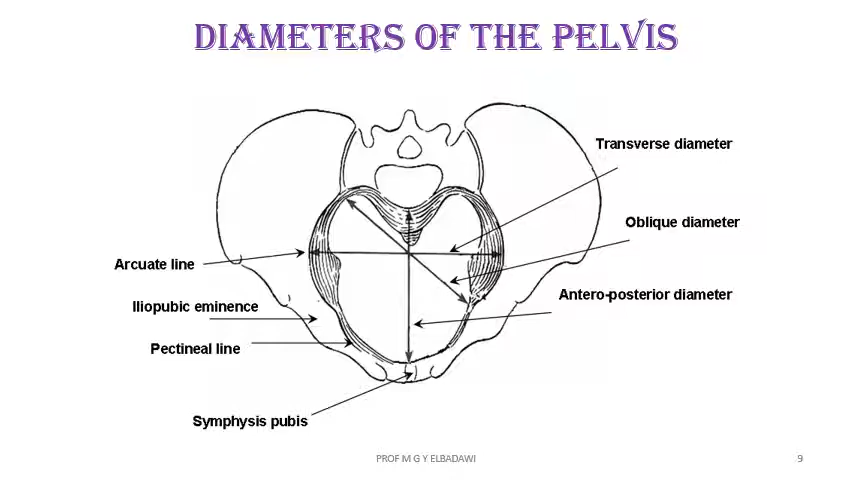 DIAMETERS OF THE PELVIS
Transverse diameter
Oblique diameter
Arcuate line
Antero-posterior diameter
Iliopubic eminence
Pectineal line
Symphysis pubis
PROF M G Y ELBADAWI
9